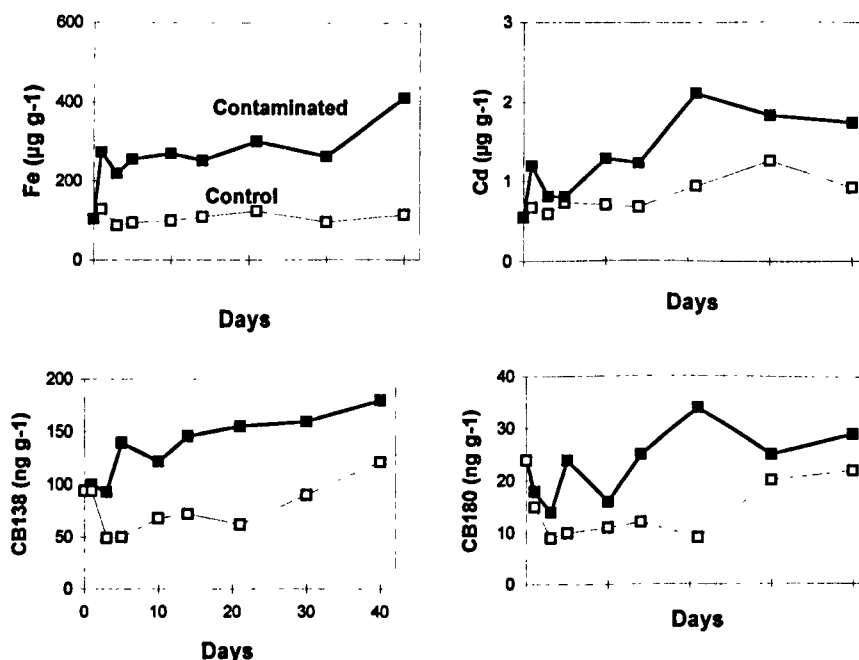 600
400
200
0
Fe (µg g-1)
Contaminated
Control
Days
3
2
1
0
Cd (µg g-1)
Days
200
150
100
50
0
CB138 (ng g-1)
0 10 20 30 40
Days
40
30
20
10
0
CB180 (ng g-1)
Days